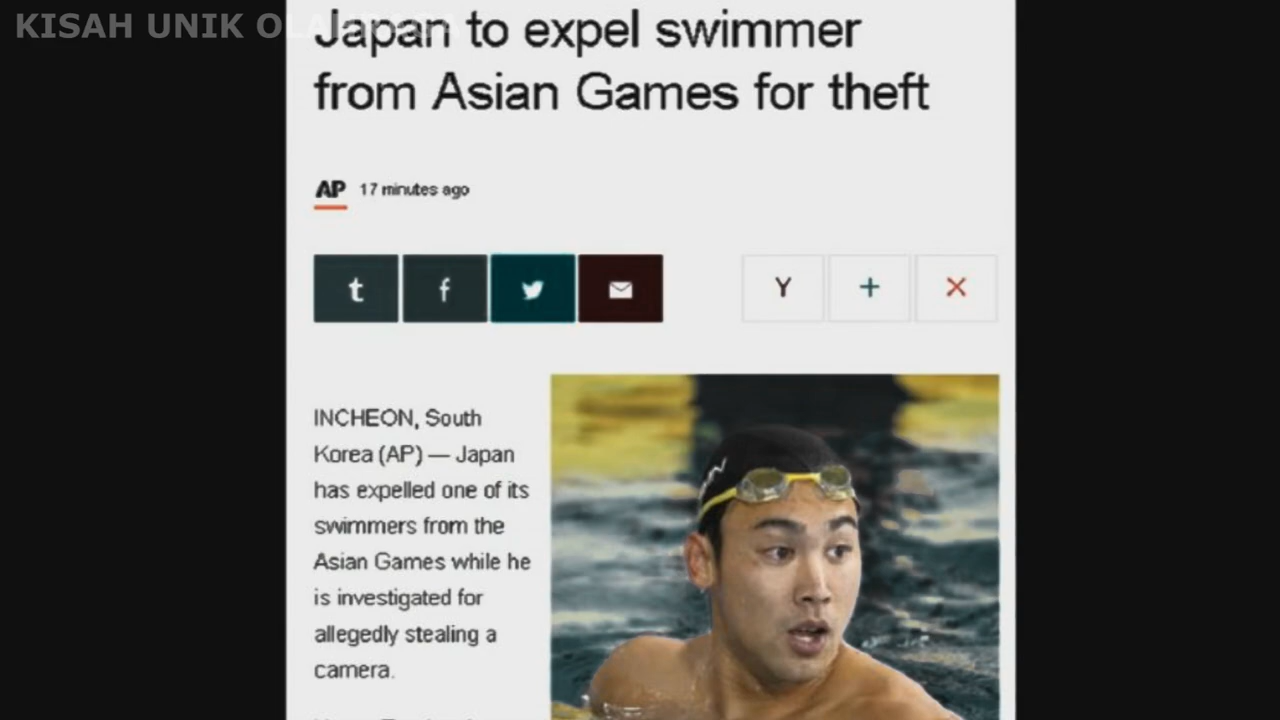 KISAH UNIK OLAHRAGA
Japan to expel swimmer
from Asian Games for theft
AP 17 minutes ago
t f
Y + ×
INCHEON, South
Korea (AP) — Japan
has expelled one of its
swimmers from the
Asian Games while he
is investigated for
allegedly stealing a
camera.